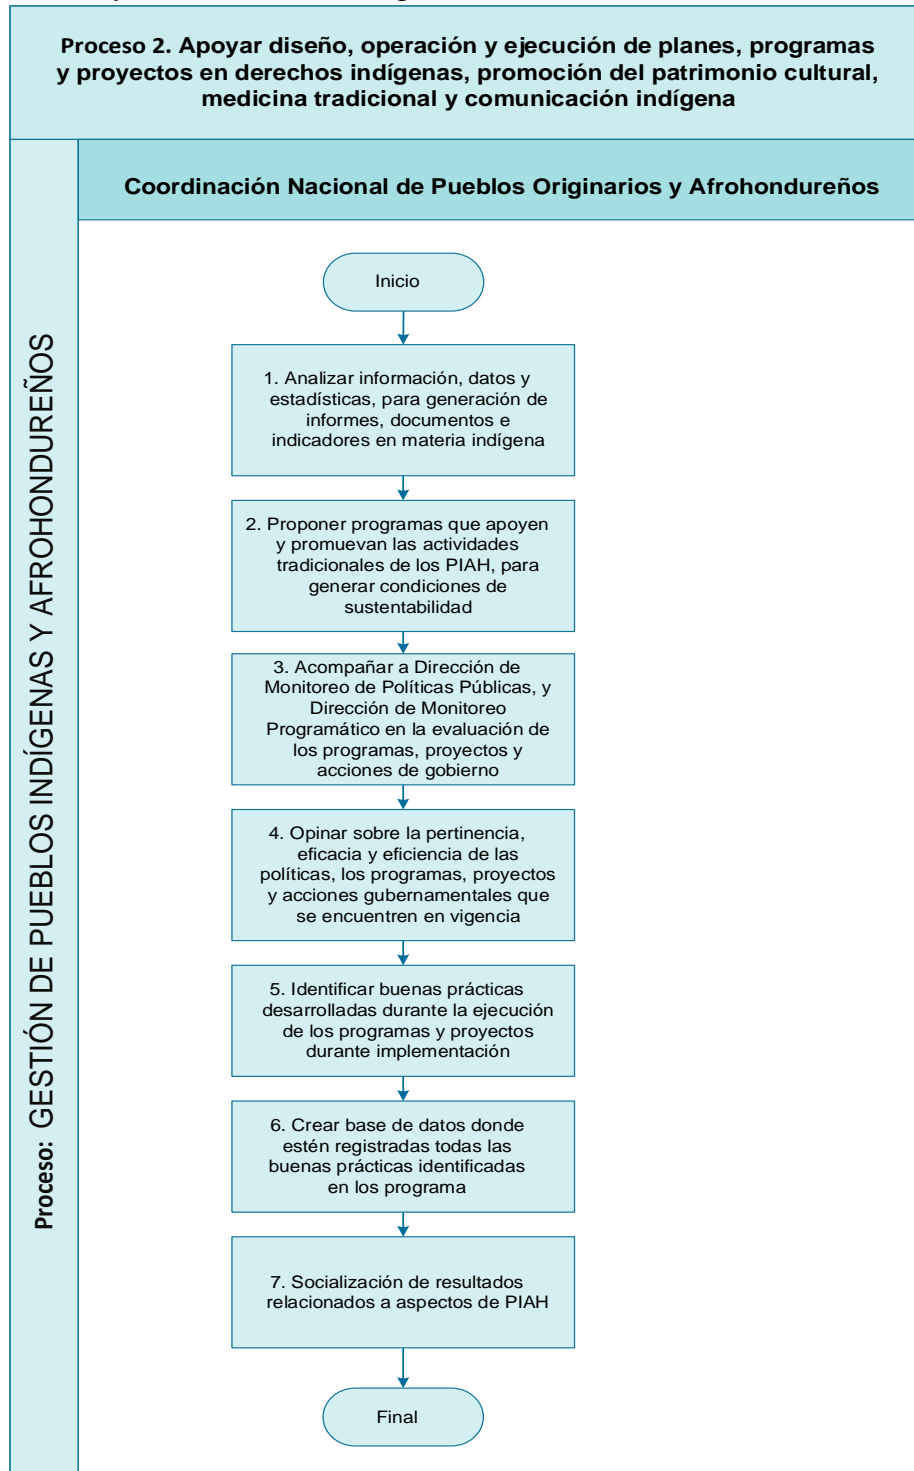 Proceso 2. Apoyar diseño, operación y ejecución de planes, programas
y proyectos en derechos indígenas, promoción del patrimonio cultural,
medicina tradicional y comunicación indígena
Proceso: GESTIÓN DE PUEBLOS INDÍGENAS Y AFROHONDUREÑOS
Coordinación Nacional de Pueblos Originarios y Afrohondureños
Inicio
1. Analizar información, datos y
estadísticas, para generación de
informes, documentos e
indicadores en materia indígena
2. Proponer programas que apoyen
y promuevan las actividades
tradicionales de los PIAH, para
generar condiciones de
sustentabilidad
3. Acompañar a Dirección de
Monitoreo de Políticas Públicas, y
Dirección de Monitoreo
Programático en la evaluación de
los programas, proyectos y
acciones de gobierno
4. Opinar sobre la pertinencia,
eficacia y eficiencia de las
políticas, los programas, proyectos
y acciones gubernamentales que
se encuentren en vigencia
5. Identificar buenas prácticas
desarrolladas durante la ejecución
de los programas y proyectos
durante implementación
6. Crear base de datos donde
estén registradas todas las
buenas prácticas identificadas
en los programa
7. Socialización de resultados
relacionados a aspectos de PIAH
Final